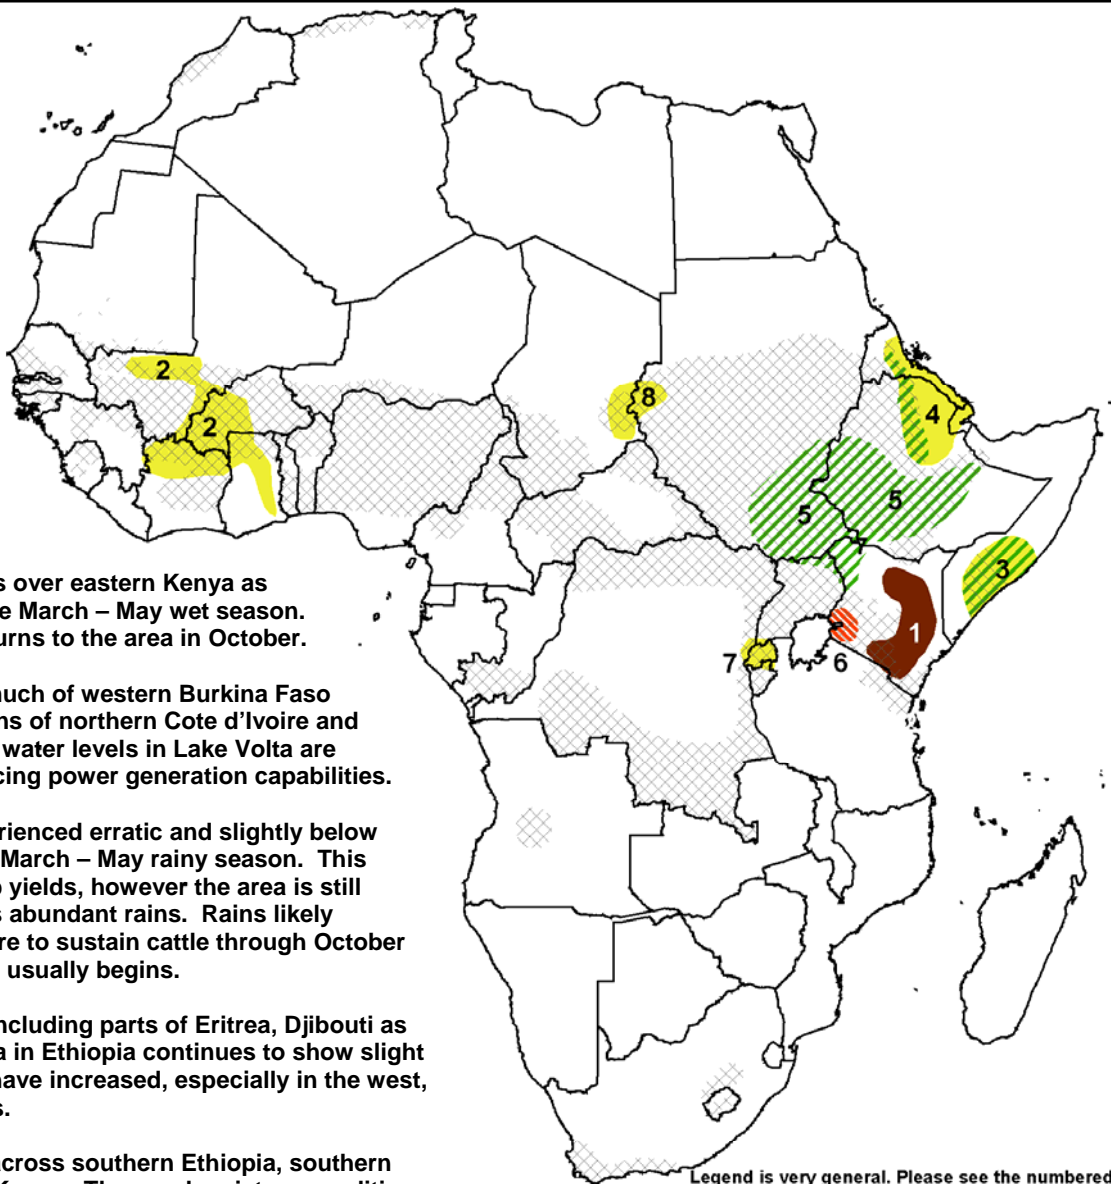 s over eastern Kenya as
e March – May wet season.
urns to the area in October.
nuch of western Burkina Faso
ns of northern Cote d'Ivoire and
water levels in Lake Volta are
cing power generation capabilities.
rienced erratic and slightly below
March – May rainy season. This
o yields, however the area is still
s abundant rains. Rains likely
re to sustain cattle through October
usually begins.
ncluding parts of Eritrea, Djibouti as
a in Ethiopia continues to show slight
have increased, especially in the west,
s.
across southern Ethiopia, southern
2
2
8
4
5
5
3
1
7
6
Legend is very general. Please see the numbered